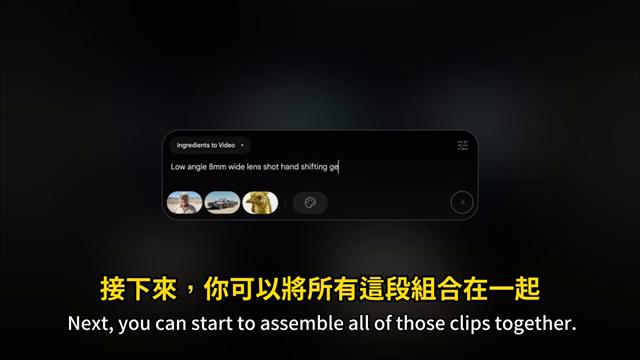 Ingredients to Video
Low angle 8mm wide lens shot hand shifting ge
接下來，你可以將所有這段組合在一起
Next, you can start to assemble all of those clips together.